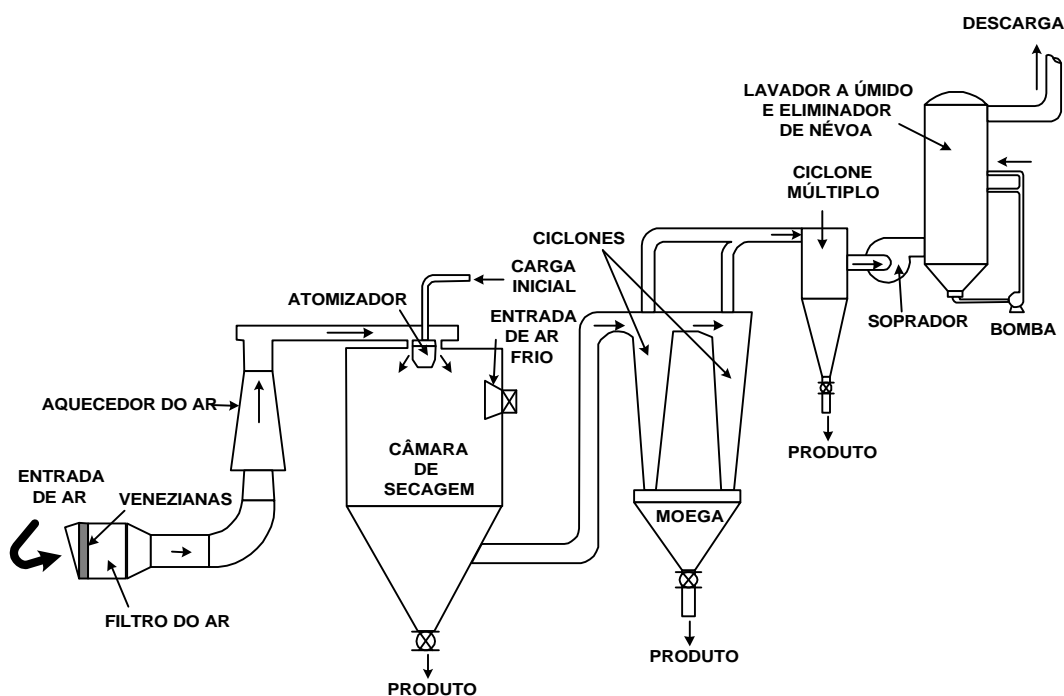 DESCARGA
LAVADOR A ÚMIDO
E ELIMINADOR
DE NÉVOA
CICLONE
MÚLTIPLO
CICLONES
CARGA
INICIAL
ATOMIZADOR
ENTRADA
DE AR
FRIO
SOPRADOR
BOMBA
AQUECEDOR DO AR
CÂMARA
DE
SECAGEM
PRODUTO
ENTRADA
DE AR
VENEZIANAS
MOEGA
FILTRO DO AR
PRODUTO
PRODUTO